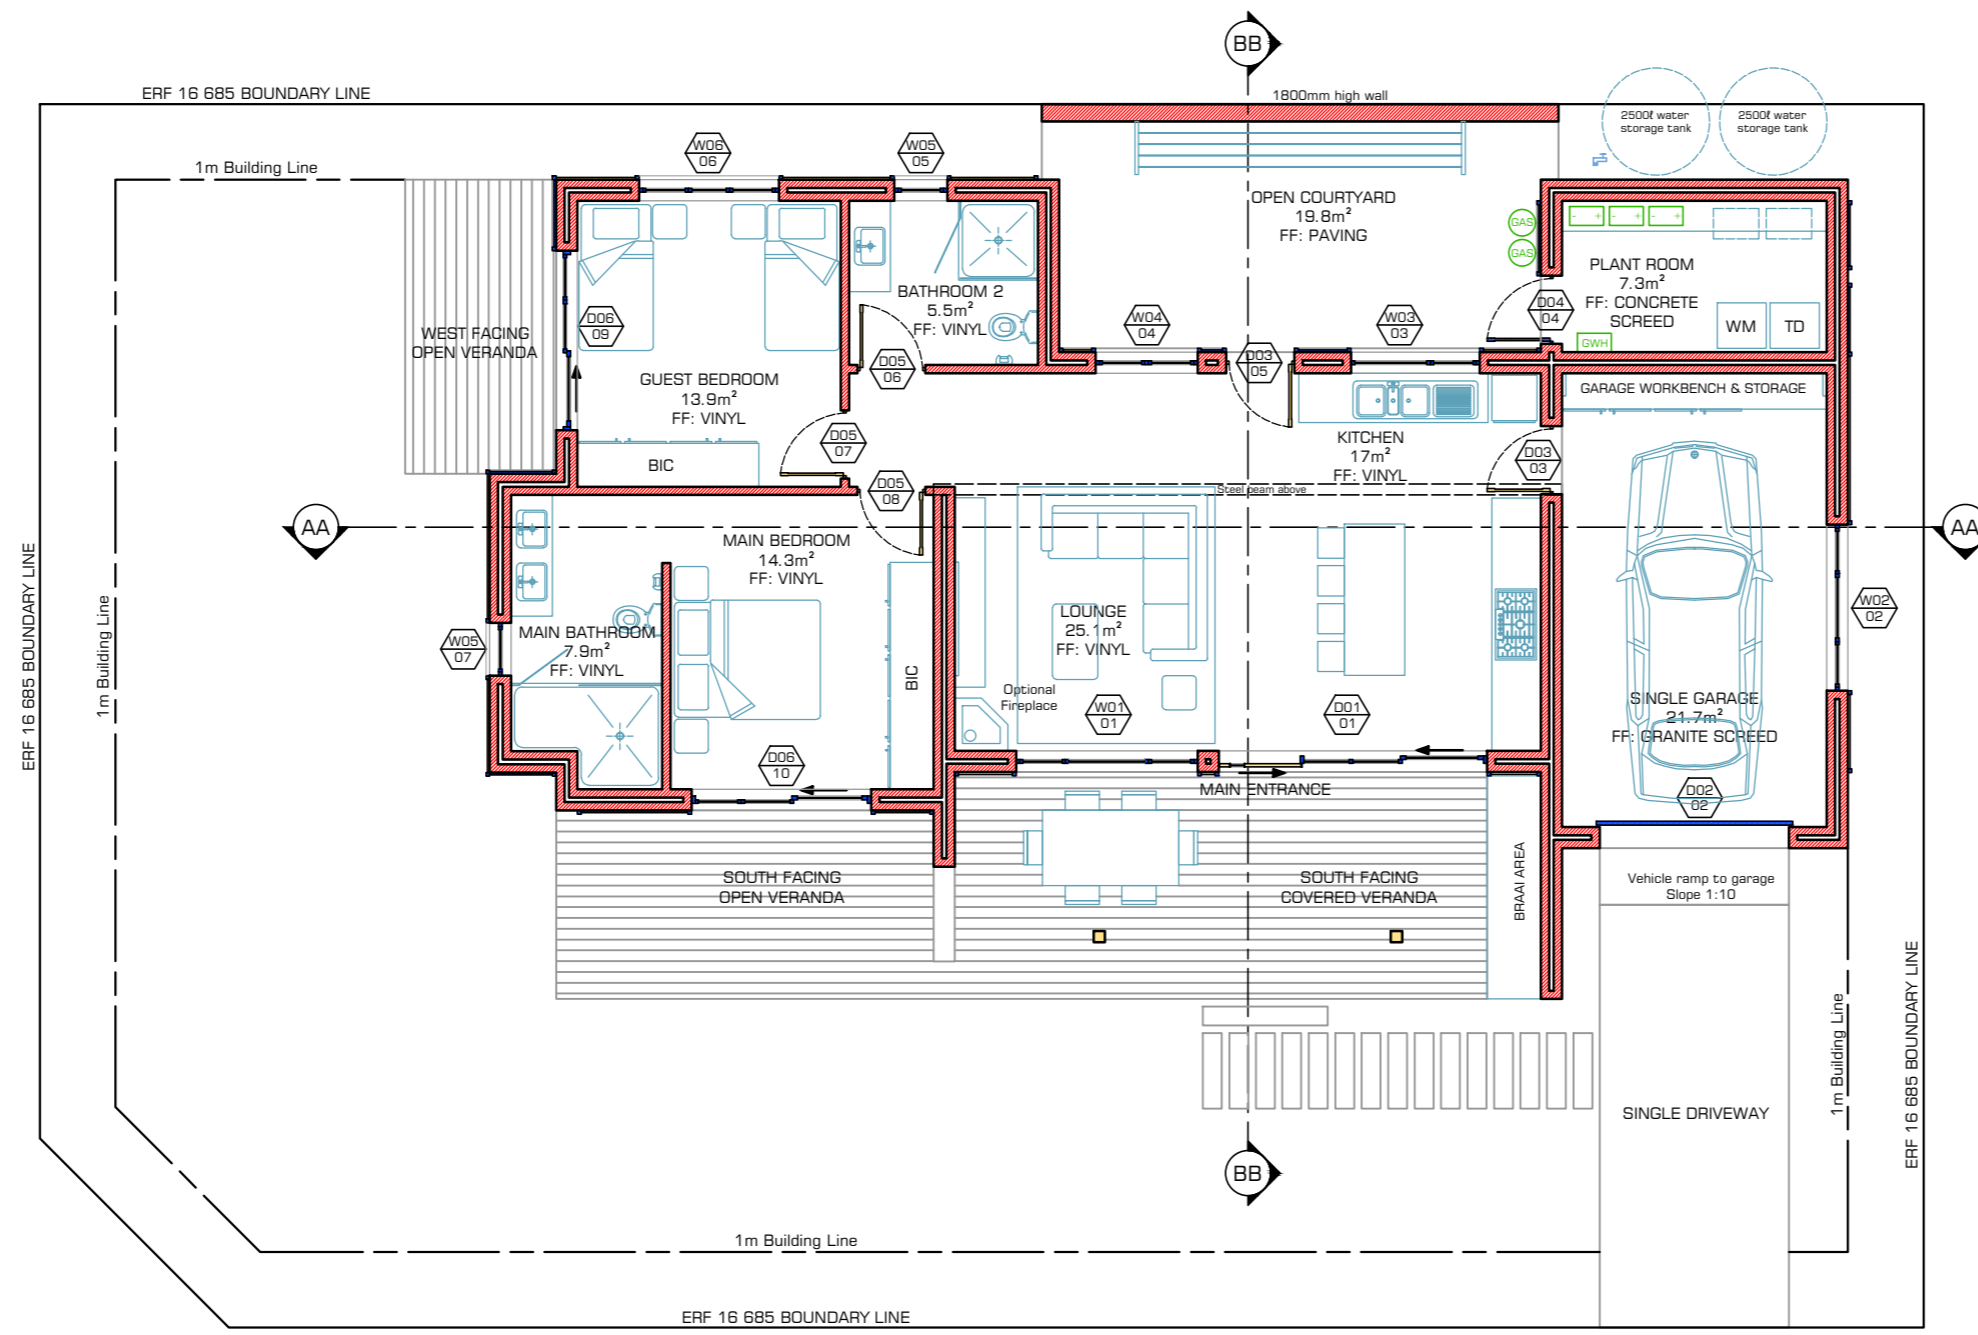 BB
ERF 16 685 BOUNDARY LINE
1800mm high wall
2500ℓ water
storage tank
2500ℓ water
storage tank
1m Building Line
W06
06
W05
05
OPEN COURTYARD
19.8m²
FF: PAVING
GAS
GAS
- +
- +
- +
PLANT ROOM
7.3m²
FF: CONCRETE
SCREED
WM
TD
GWH
D04
04
WEST FACING
OPEN VERANDA
D06
09
BATHROOM 2
5.5m²
FF: VINYL
W04
04
W03
03
D03
05
D05
06
GUEST BEDROOM
13.9m²
FF: VINYL
GARAGE WORKBENCH & STORAGE
D05
07
BIC
KITCHEN
17m²
FF: VINYL
D03
03
D05
08
Steel beam above
AA
AA
MAIN BEDROOM
14.3m²
FF: VINYL
ERF 16 685 BOUNDARY LINE
1m Building Line
W05
07
MAIN BATHROOM
7.9m²
FF: VINYL
BIC
LOUNGE
25.1m²
FF: VINYL
W02
02
Optional
Fireplace
W01
01
D01
01
SINGLE GARAGE
21.7m²
FF: GRANITE SCREED
D06
10
MAIN ENTRANCE
D02
02
SOUTH FACING
OPEN VERANDA
SOUTH FACING
COVERED VERANDA
BRAAI AREA
Vehicle ramp to garage
Slope 1:10
1m Building Line
ERF 16 685 BOUNDARY LINE
SINGLE DRIVEWAY
BB
1m Building Line
ERF 16 685 BOUNDARY LINE